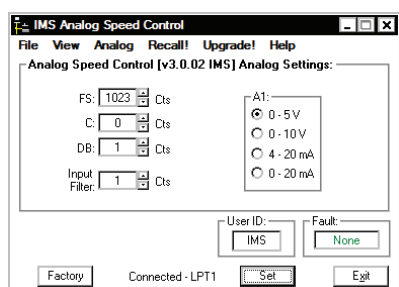 IMS Analog Speed Control
File View Analog Recall! Upgrade! Help
Analog Speed Control [v3.0.02 IMS] Analog Settings:
FS: 1023 Cts
C: 0 Cts
DB: 1 Cts
Input Filter: 1 Cts
A1:
0 - 5 V
0 - 10 V
4 - 20 mA
0 - 20 mA
User ID:
IMS
Fault:
None
Factory
Connected - LPT1
Set
Exit